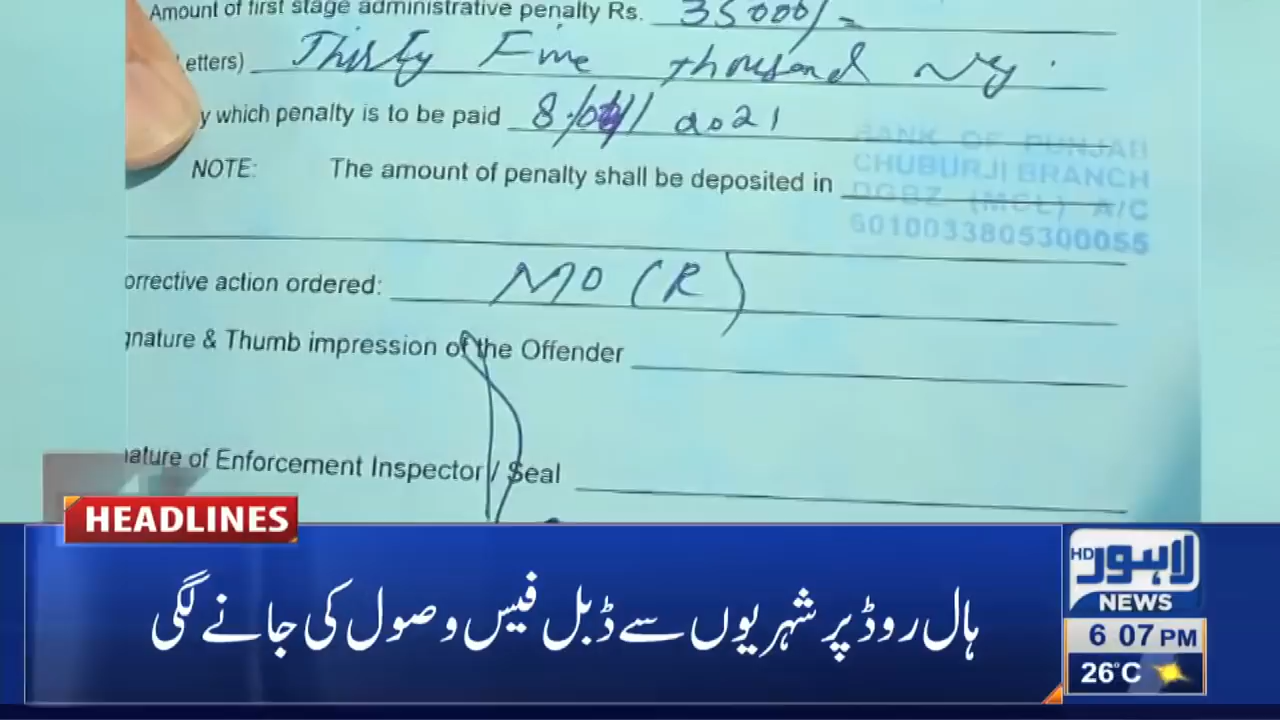 Amount of first stage administrative penalty Rs. 35000/=
etters) Thirty Five thousand
y which penalty is to be paid 8/ 2021
BANK OF PUNJAB
NOTE: The amount of penalty shall be deposited in
CHUBURJI BRANCH
DGBZ (MCL) A/C
6010033805300055
orrective action ordered: MO (R)
gnature & Thumb impression of the Offender
nature of Enforcement Inspector / Seal
HEADLINES
ہال روڈ پر شہریوں سے ڈبل فیس وصول کی جانے لگی
لاہور HD
NEWS
6 07 PM
26°C